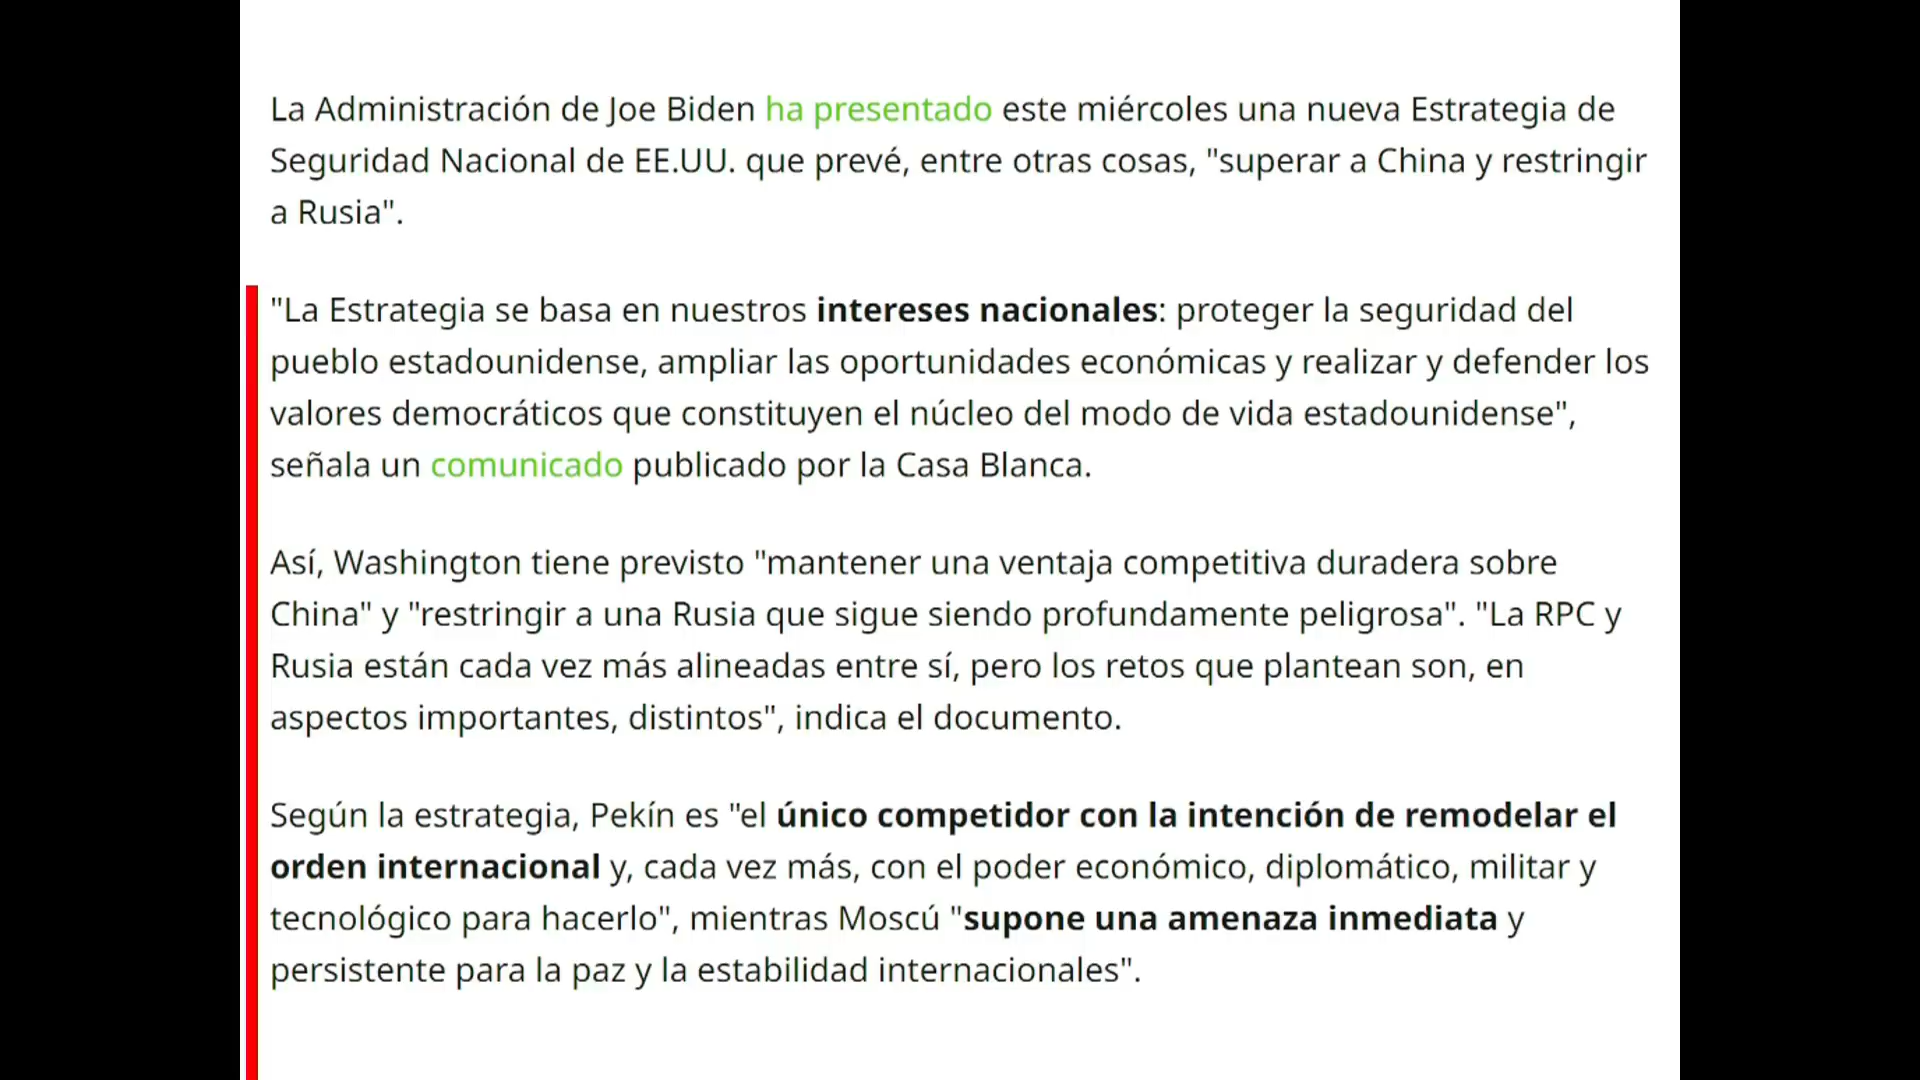 La Administración de Joe Biden ha presentado este miércoles una nueva Estrategia de
Seguridad Nacional de EE.UU. que prevé, entre otras cosas, "superar a China y restringir
a Rusia".
"La Estrategia se basa en nuestros intereses nacionales: proteger la seguridad del
pueblo estadounidense, ampliar las oportunidades económicas y realizar y defender los
valores democráticos que constituyen el núcleo del modo de vida estadounidense",
señala un comunicado publicado por la Casa Blanca.
Así, Washington tiene previsto "mantener una ventaja competitiva duradera sobre
China" y "restringir a una Rusia que sigue siendo profundamente peligrosa". "La RPC y
Rusia están cada vez más alineadas entre sí, pero los retos que plantean son, en
aspectos importantes, distintos", indica el documento.
Según la estrategia, Pekín es "el único competidor con la intención de remodelar el
orden internacional y, cada vez más, con el poder económico, diplomático, militar y
tecnológico para hacerlo", mientras Moscú "supone una amenaza inmediata y
persistente para la paz y la estabilidad internacionales".